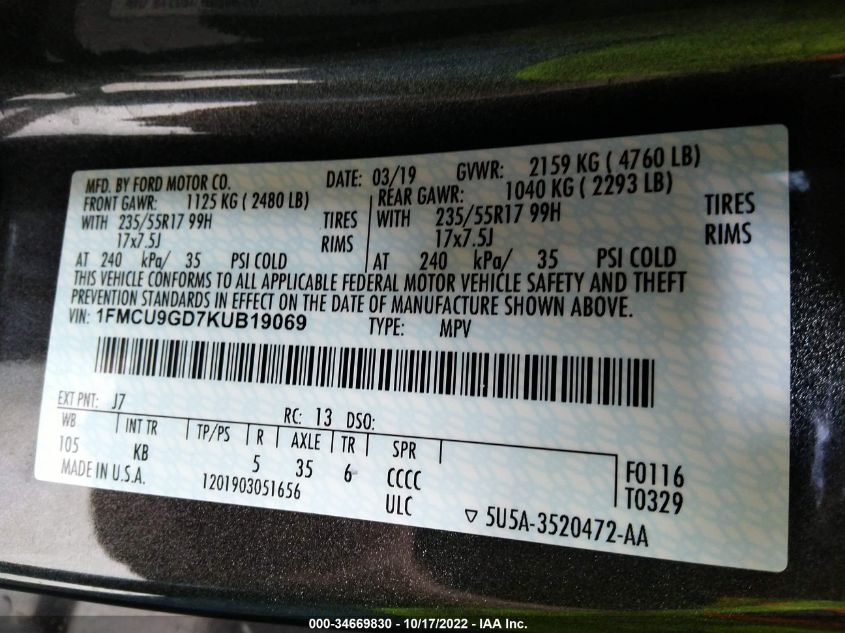 MFD. BY FORD MOTOR CO. DATE: 03/19 GVWR: 2159 KG ( 4760 LB)
FRONT GAWR: 1125 KG ( 2480 LB) REAR GAWR: 1040 KG ( 2293 LB)
WITH 235/55R17 99H TIRES WITH 235/55R17 99H TIRES
17x7.5J RIMS 17x7.5J RIMS
AT 240 kPa/ 35 PSI COLD AT 240 kPa/ 35 PSI COLD
THIS VEHICLE CONFORMS TO ALL APPLICABLE FEDERAL MOTOR VEHICLE SAFETY AND THEFT
PREVENTION STANDARDS IN EFFECT ON THE DATE OF MANUFACTURE SHOWN ABOVE.
VIN: 1FMCU9GD7KUB19069 TYPE: MPV
EXT PNT: J7 RC: 13 DSO:
WB INT TR TP/PS R AXLE TR SPR
105 KB 5 35 6 CCCC F0116
MADE IN U.S.A. 1201903051656 ULC T0329
▽ 5U5A-3520472-AA
000-34669830 - 10/17/2022 - IAA Inc.